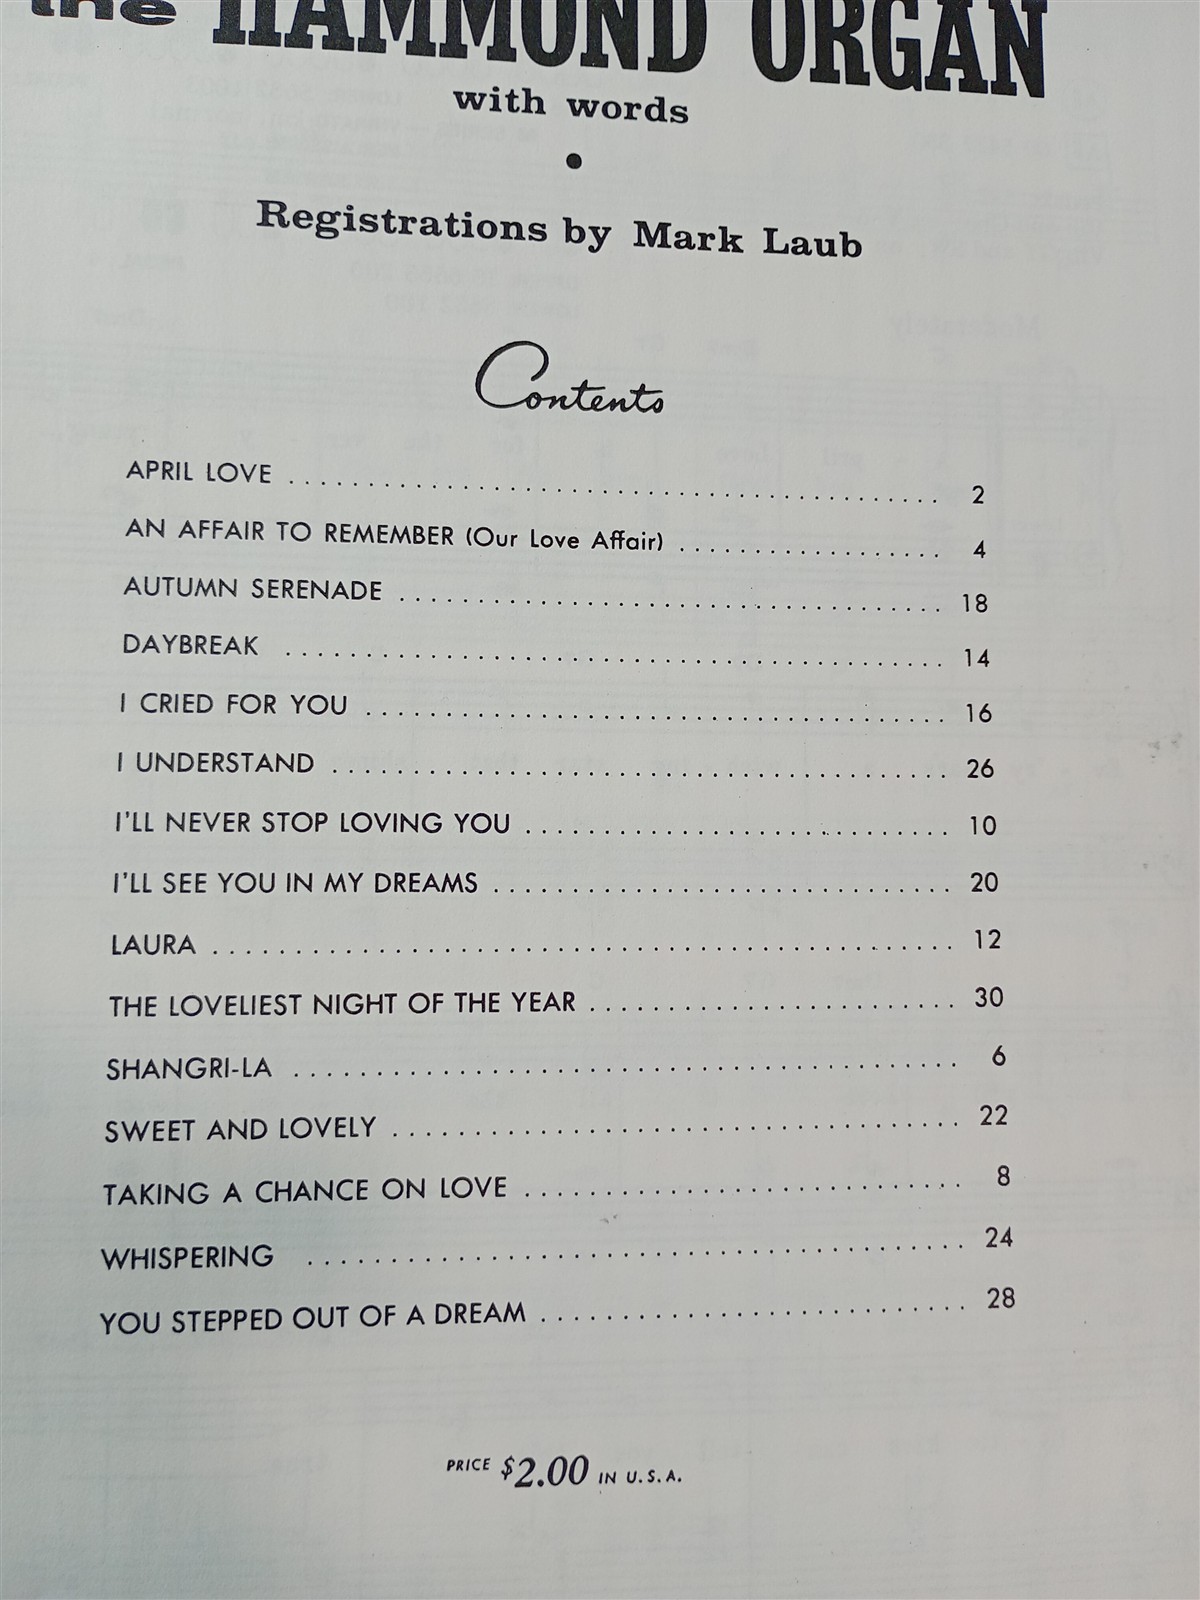 the HAMMOND ORGAN
with words
•
Registrations by Mark Laub
Contents
APRIL LOVE . . . . . . . . . . . . . . . . . . . . 2
AN AFFAIR TO REMEMBER (Our Love Affair) . . . . . . . . . . . . . . . . . . . . 4
AUTUMN SERENADE . . . . . . . . . . . . . . . . . . . . 18
DAYBREAK . . . . . . . . . . . . . . . . . . . . 14
I CRIED FOR YOU . . . . . . . . . . . . . . . . . . . . 16
I UNDERSTAND . . . . . . . . . . . . . . . . . . . . 26
I'LL NEVER STOP LOVING YOU . . . . . . . . . . . . . . . . . . . . 10
I'LL SEE YOU IN MY DREAMS . . . . . . . . . . . . . . . . . . . . 20
LAURA . . . . . . . . . . . . . . . . . . . . 12
THE LOVELIEST NIGHT OF THE YEAR . . . . . . . . . . . . . . . . . . . . 30
SHANGRI-LA . . . . . . . . . . . . . . . . . . . . 6
SWEET AND LOVELY . . . . . . . . . . . . . . . . . . . . 22
TAKING A CHANCE ON LOVE . . . . . . . . . . . . . . . . . . . . 8
WHISPERING . . . . . . . . . . . . . . . . . . . . 24
YOU STEPPED OUT OF A DREAM . . . . . . . . . . . . . . . . . . . . 28
PRICE $2.00 IN U.S.A.